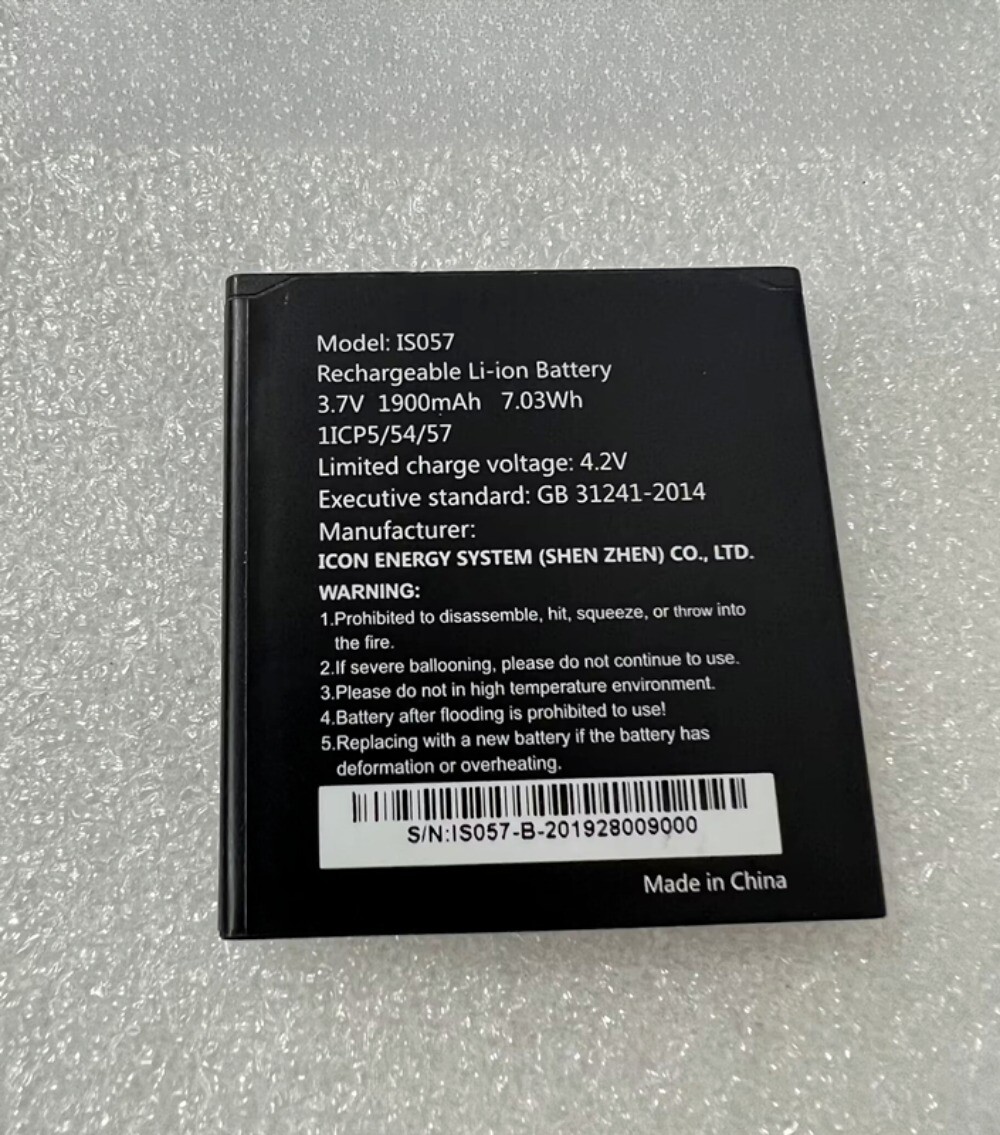 Model: IS057
Rechargeable Li-ion Battery
3.7V 1900mAh 7.03Wh
1ICP5/54/57
Limited charge voltage: 4.2V
Executive standard: GB 31241-2014
Manufacturer:
ICON ENERGY SYSTEM (SHEN ZHEN) CO., LTD.
WARNING:
1.Prohibited to disassemble, hit, squeeze, or throw into
the fire.
2.If severe ballooning, please do not continue to use.
3.Please do not in high temperature environment.
4.Battery after flooding is prohibited to use!
5.Replacing with a new battery if the battery has
deformation or overheating.
S/N:IS057-B-201928009000
Made in China